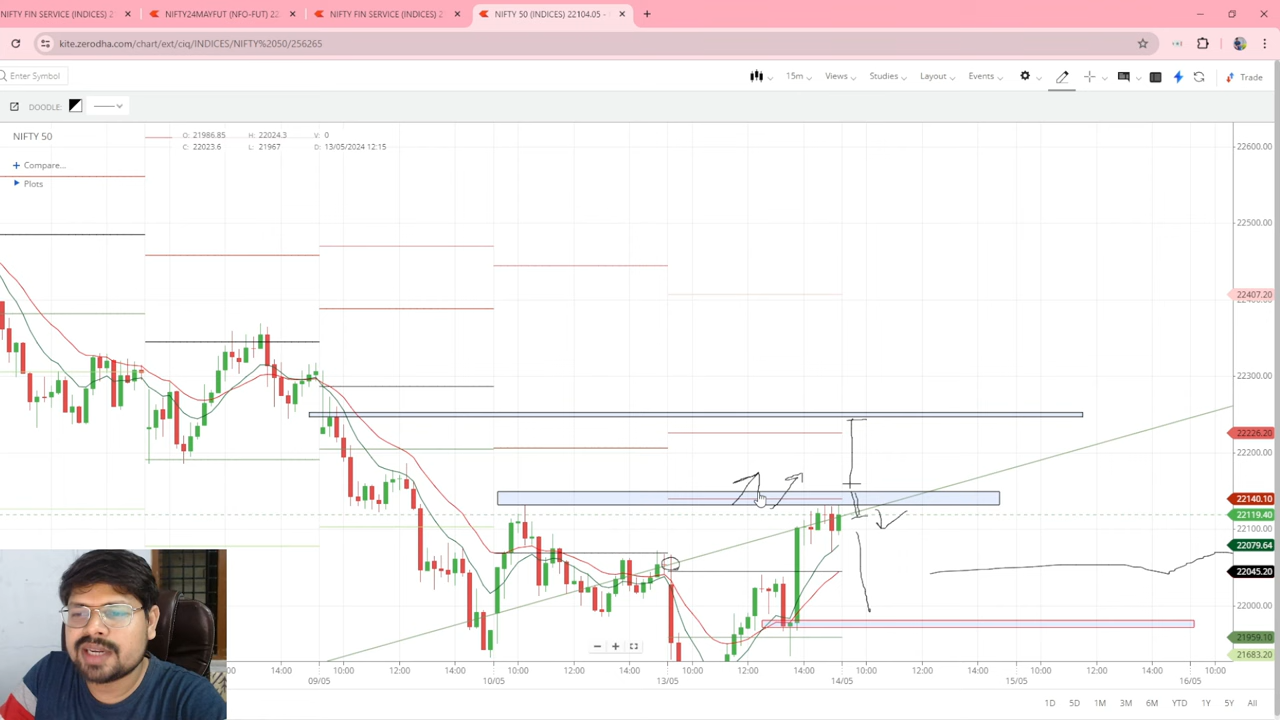 NIFTY FIN SERVICE (INDICES) 2
NIFTY24MAYFUT (NFO-FUT) 22
NIFTY FIN SERVICE (INDICES) 2
NIFTY 50 (INDICES) 22104.05 -
kite.zerodha.com/chart/ext/ciq/INDICES/NIFTY%2050/256265
Enter Symbol
15m
Views
Studies
Layout
Events
Trade
DOODLE:
NIFTY 50
O: 21986.85 H: 22024.3 V: 0
C: 22023.6 L: 21967 D: 13/05/2024 12:15
Compare...
Plots
22600.00
22500.00
22407.20
22300.00
22226.20
22200.00
22140.10
22119.40
22100.00
22079.64
22045.20
22000.00
21959.10
21683.20
14:00 10:00 12:00 14:00 10:00 12:00 14:00 10:00 12:00 14:00 10:00 12:00 14:00 10:00 12:00 14:00 10:00
09/05 10/05 13/05 14/05 15/05 16/05
1D 5D 1M 3M 6M YTD 1Y 5Y All